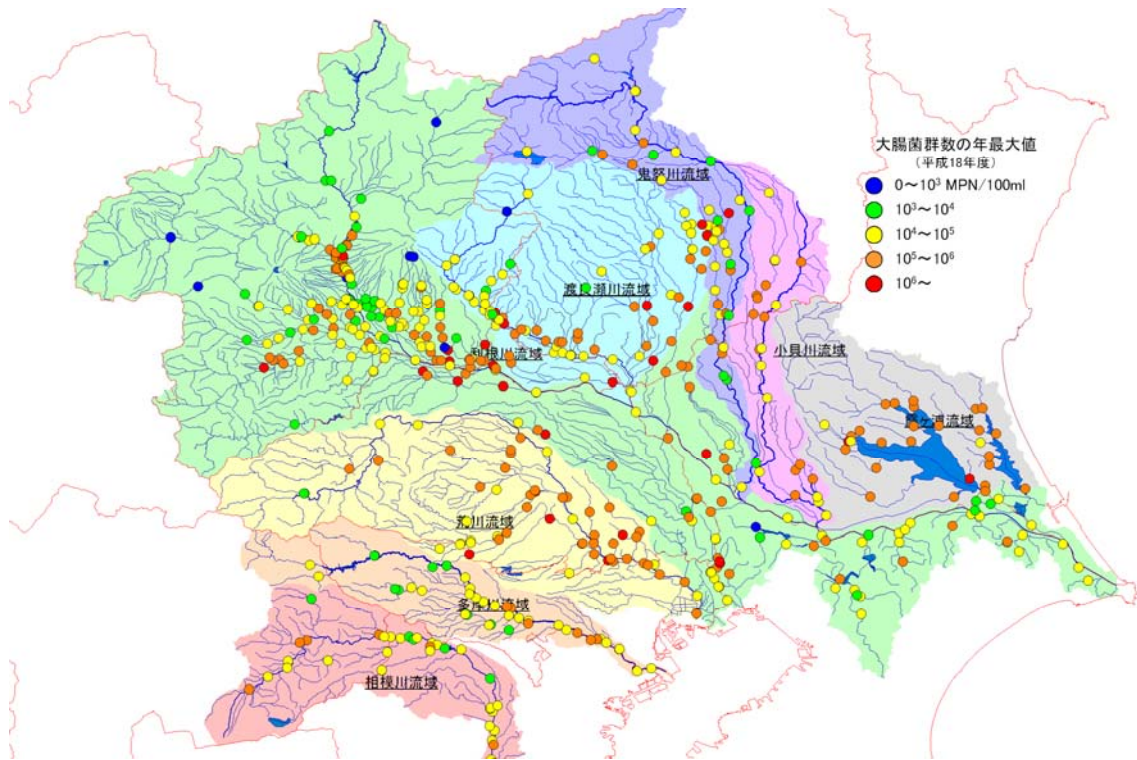 大腸菌群数の年最大値
(平成18年度)
0～10³ MPN/100ml
10³～10⁴
10⁴～10⁵
10⁵～10⁶
10⁶～
鬼怒川流域
渡良瀬川流域
利根川流域
小貝川流域
霞ヶ浦流域
荒川流域
多摩川流域
相模川流域